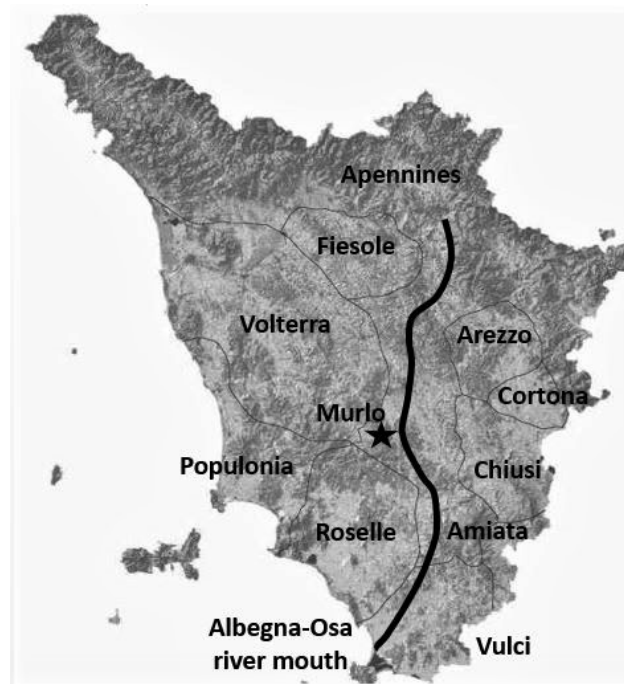 Apennines
Fiesole
Volterra
Arezzo
Cortona
Murlo
Populonia
Chiusi
Roselle
Amiata
Albegna-Osa
river mouth
Vulci